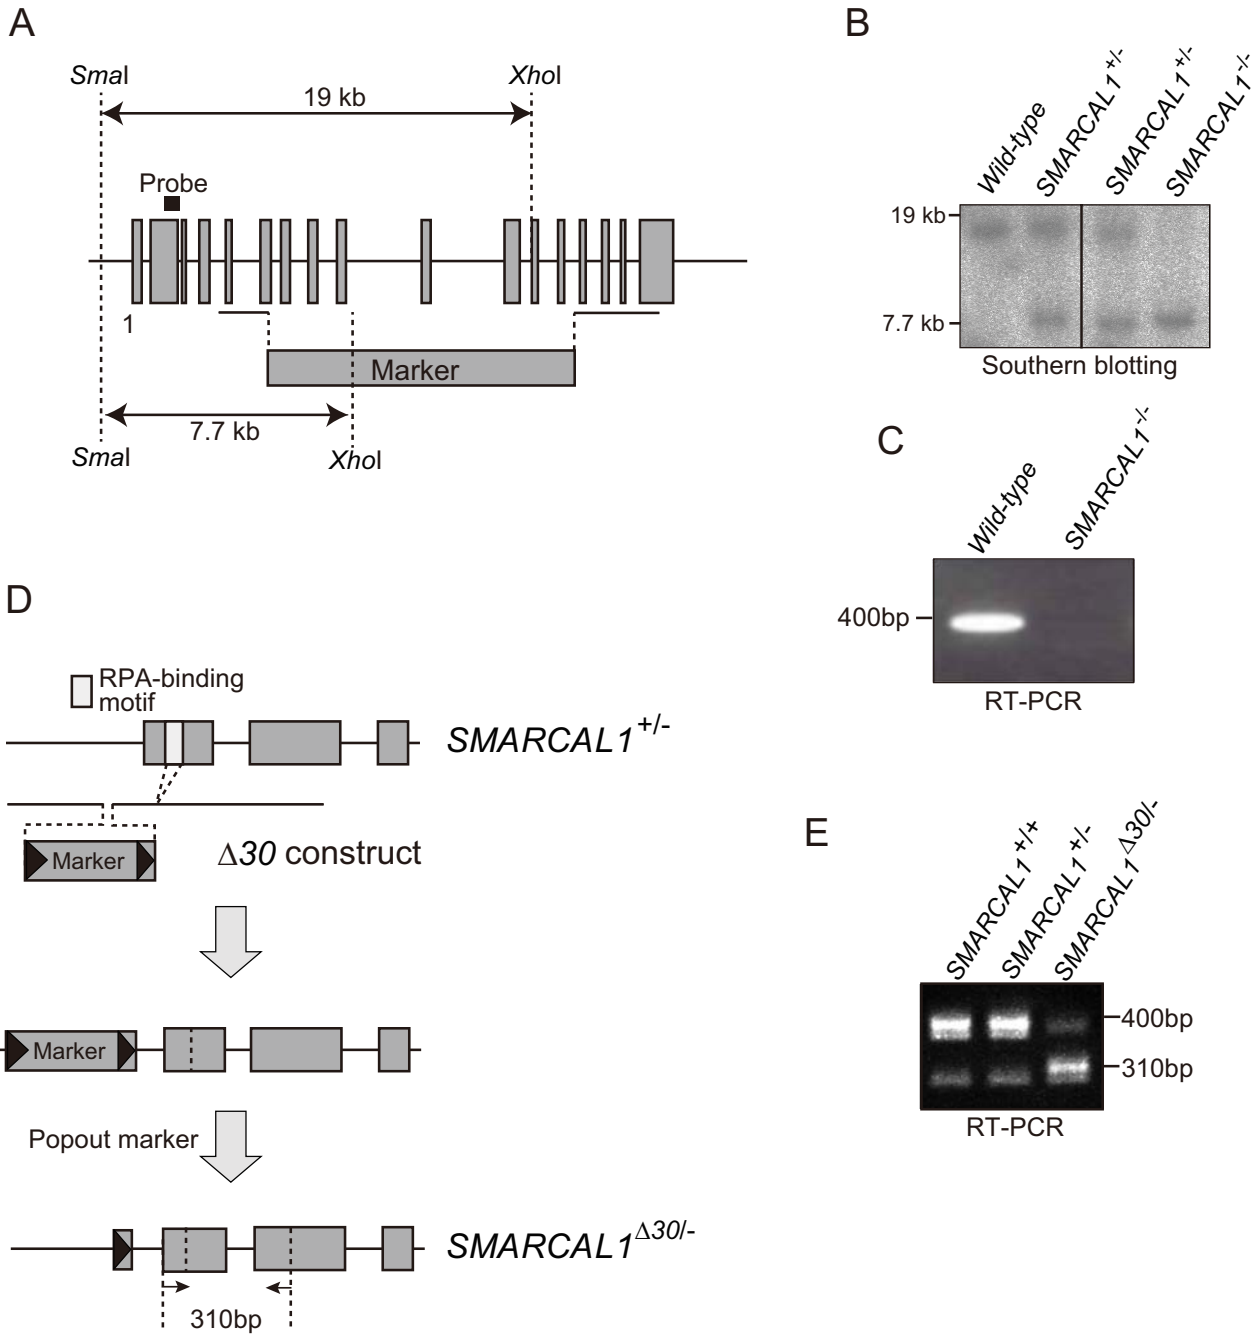 A
SmaI
XhoI
19 kb
Probe
1
Marker
7.7 kb
SmaI
XhoI
B
Wild-type
SMARCAL1+/-
SMARCAL1+/-
SMARCAL1-/-
19 kb
7.7 kb
Southern blotting
C
Wild-type
SMARCAL1-/-
400bp
RT-PCR
D
RPA-binding
motif
SMARCAL1+/-
Marker
Δ30 construct
Marker
Popout marker
SMARCAL1Δ30/-
310bp
E
SMARCAL1+/+
SMARCAL1+/-
SMARCAL1Δ30/-
400bp
310bp
RT-PCR